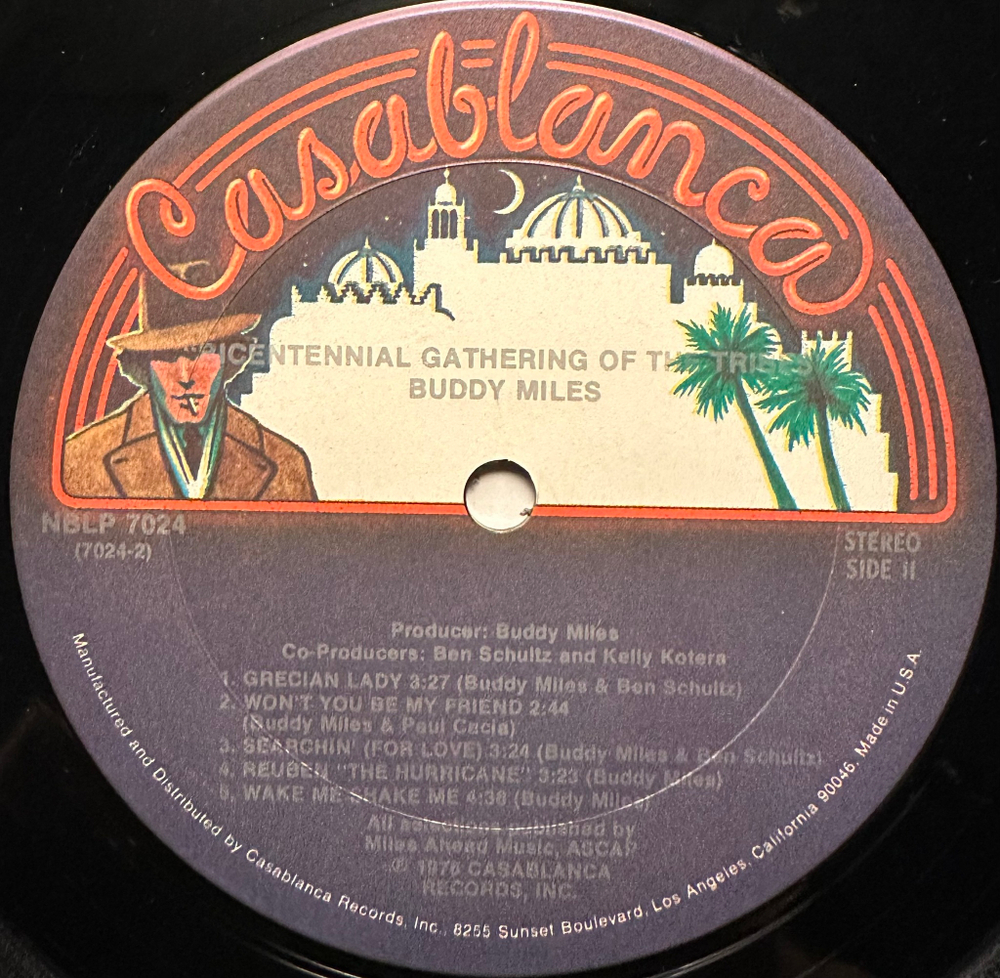 Casablanca
BICENTENNIAL GATHERING OF THE TRIBES
BUDDY MILES
NBLP 7024
(7024-2)
STEREO
SIDE II
Producer: Buddy Miles
Co-Producers: Ben Schultz and Kelly Kotera
1. GRECIAN LADY 3:27 (Buddy Miles & Ben Schultz)
2. WON'T YOU BE MY FRIEND 2:44
(Buddy Miles & Paul Cacia)
3. SEARCHIN' (FOR LOVE) 3:24 (Buddy Miles & Ben Schultz)
4. REUBEN "THE HURRICANE" 3:23 (Buddy Miles)
5. WAKE ME SHAKE ME 4:36 (Buddy Miles)
All selections published by
Miles Ahead Music, ASCAP
℗ 1976 CASABLANCA
RECORDS, INC.
Manufactured and Distributed by Casablanca Records, Inc., 8255 Sunset Boulevard, Los Angeles, California 90046. Made in U.S.A.